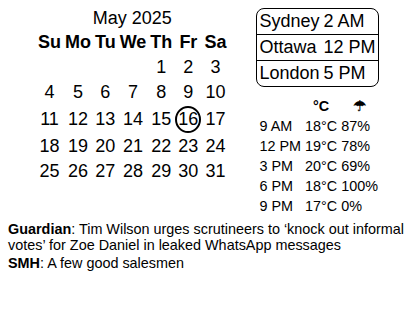 May 2025
Su Mo Tu We Th Fr Sa
1 2 3
4 5 6 7 8 9 10
11 12 13 14 15 16 17
18 19 20 21 22 23 24
25 26 27 28 29 30 31
Sydney 2 AM
Ottawa 12 PM
London 5 PM
°C ☂
9 AM 18°C 87%
12 PM 19°C 78%
3 PM 20°C 69%
6 PM 18°C 100%
9 PM 17°C 0%
Guardian: Tim Wilson urges scrutineers to ‘knock out informal
votes’ for Zoe Daniel in leaked WhatsApp messages
SMH: A few good salesmen